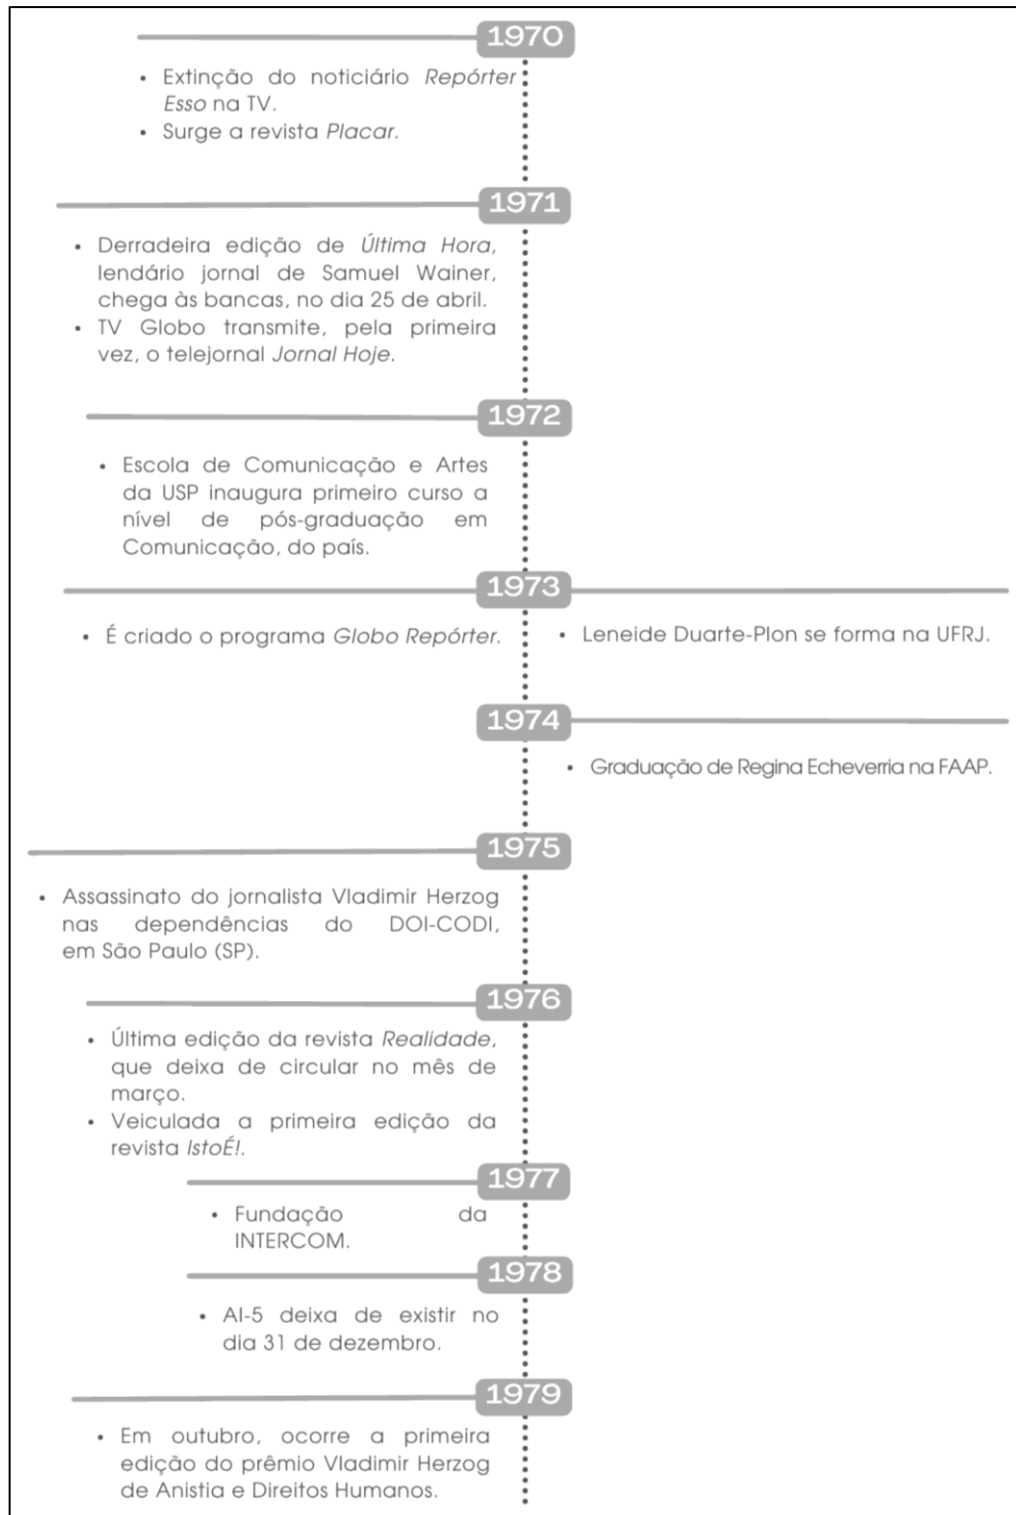 1970
• Extinção do noticiário Repórter
Esso na TV.
• Surge a revista Placar.
1971
• Derradeira edição de Última Hora,
lendário jornal de Samuel Wainer,
chega às bancas, no dia 25 de abril.
• TV Globo transmite, pela primeira
vez, o telejornal Jornal Hoje.
1972
• Escola de Comunicação e Artes
da USP inaugura primeiro curso a
nível de pós-graduação em
Comunicação, do país.
1973
• É criado o programa Globo Repórter.
• Leneide Duarte-Plon se forma na UFRJ.
1974
• Graduação de Regina Echeverria na FAAP.
1975
• Assassinato do jornalista Vladimir Herzog
nas dependências do DOI-CODI,
em São Paulo (SP).
1976
• Última edição da revista Realidade,
que deixa de circular no mês de
março.
• Veiculada a primeira edição da
revista IstoÉ!.
1977
• Fundação da
INTERCOM.
1978
• AI-5 deixa de existir no
dia 31 de dezembro.
1979
• Em outubro, ocorre a primeira
edição do prêmio Vladimir Herzog
de Anistia e Direitos Humanos.